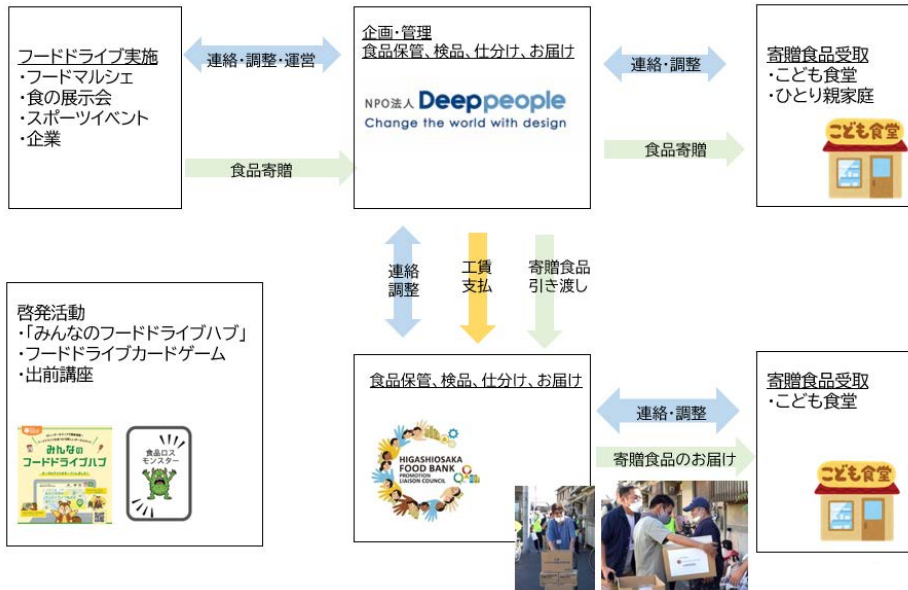 フードドライブ実施
・フードマルシェ
・食の展示会
・スポーツイベント
・企業
連絡・調整・運営
食品寄贈
企画・管理
食品保管、検品、仕分け、お届け
NPO法人 Deeppeople
Change the world with design
連絡・調整
食品寄贈
寄贈食品受取
・こども食堂
・ひとり親家庭
こども食堂
連絡
調整
工賃
支払
寄贈食品
引き渡し
啓発活動
・「みんなのフードドライブハブ」
・フードドライブカードゲーム
・出前講座
みんなの
フードドライブハブ
食品ロス
モンスター
食品保管、検品、仕分け、お届け
HIGASHIOSAKA
FOOD BANK
PROMOTION
LIAISON COUNCIL
連絡・調整
寄贈食品のお届け
寄贈食品受取
・こども食堂
こども食堂